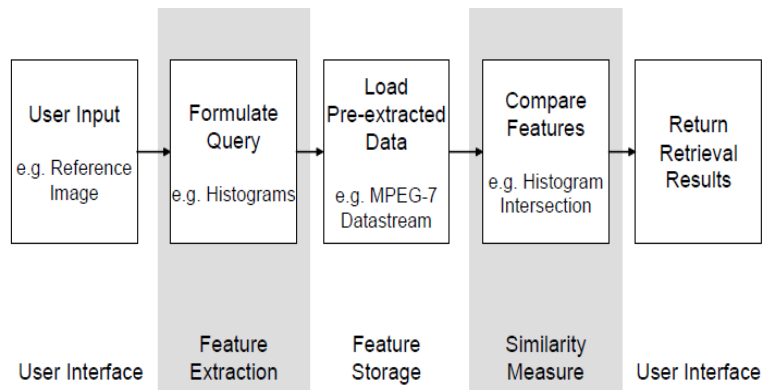 User Input
e.g. Reference
Image
Formulate
Query
e.g. Histograms
Load
Pre-extracted
Data
e.g. MPEG-7
Datastream
Compare
Features
e.g. Histogram
Intersection
Return
Retrieval
Results
User Interface
Feature
Extraction
Feature
Storage
Similarity
Measure
User Interface